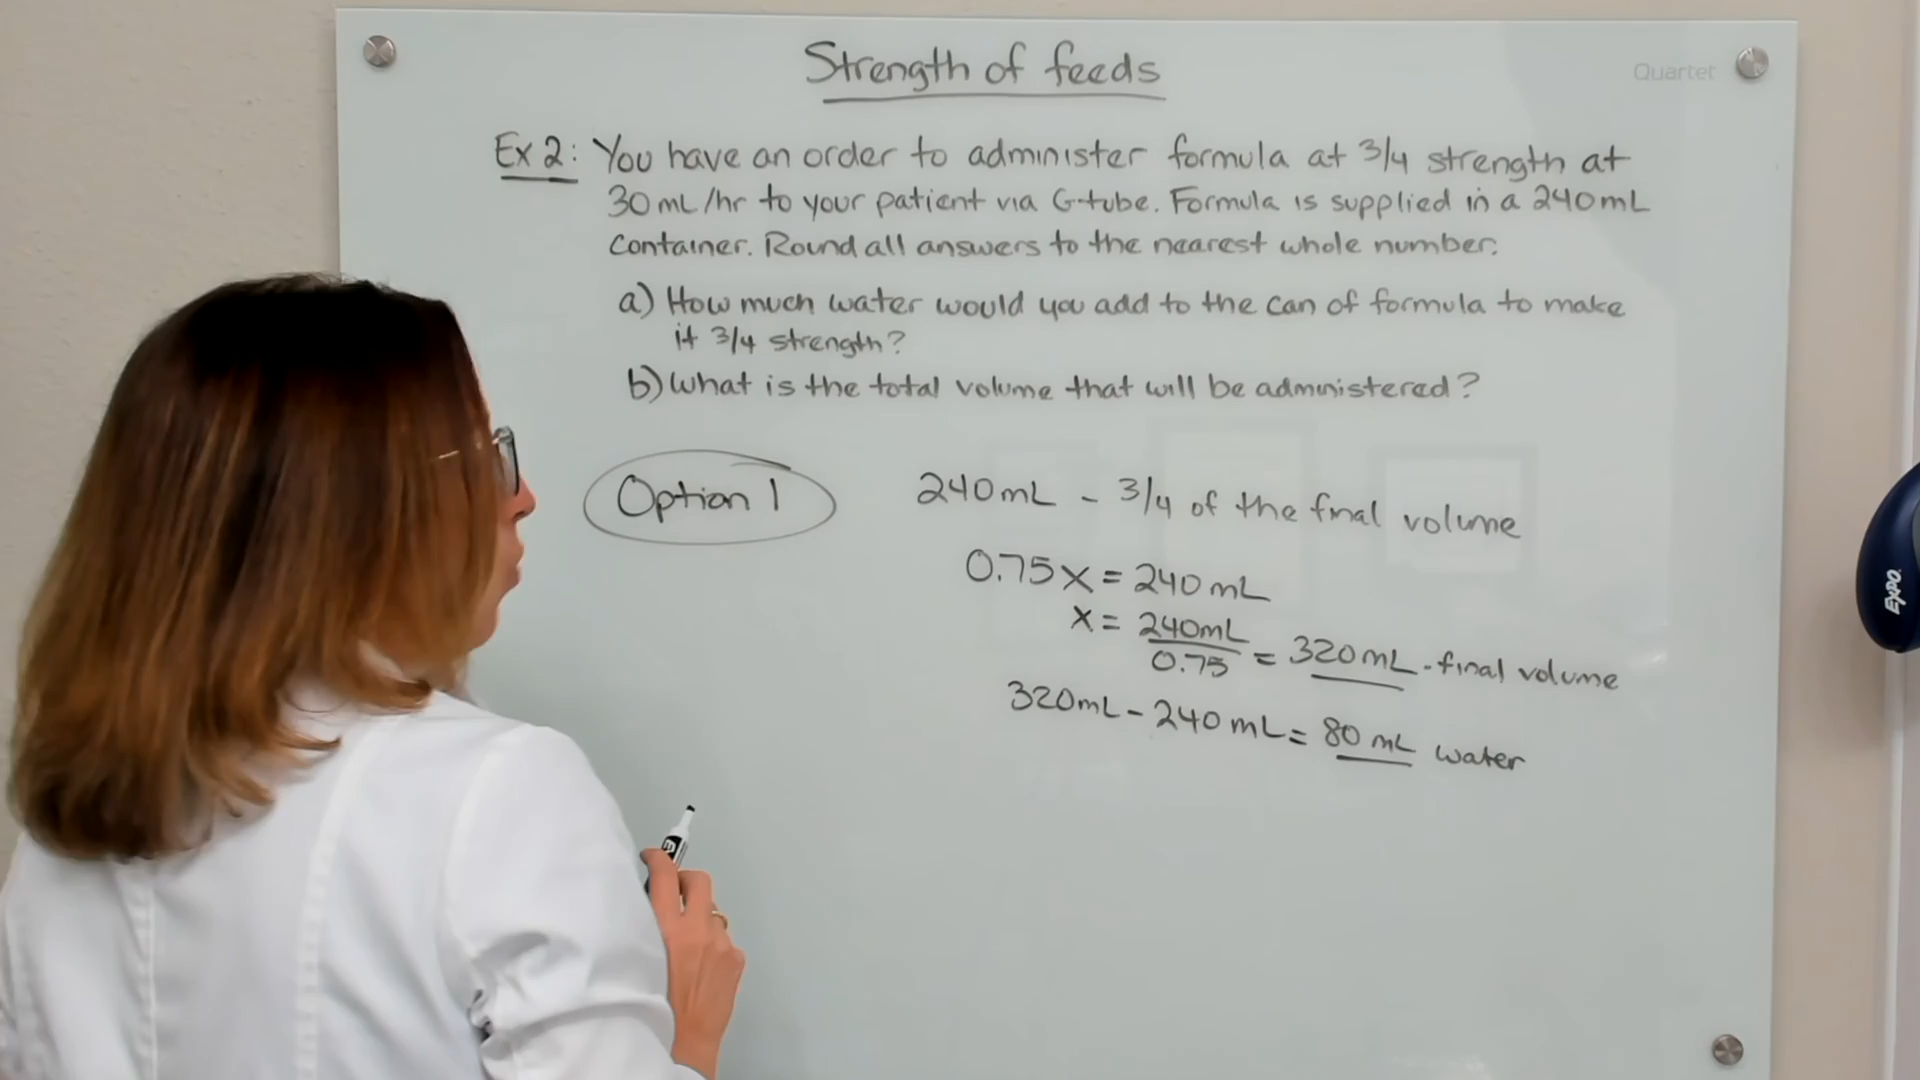 Strength of feeds
Quartet
Ex 2: You have an order to administer formula at 3/4 strength at
30 mL/hr to your patient via G-tube. Formula is supplied in a 240 mL
Container. Round all answers to the nearest whole number.
a) How much water would you add to the can of formula to make
it 3/4 strength?
b) What is the total volume that will be administered?
Option 1
240 mL - 3/4 of the final volume
0.75x = 240 mL
x = 240mL / 0.75 = 320 mL - final volume
320mL - 240 mL = 80 mL water
EXPO